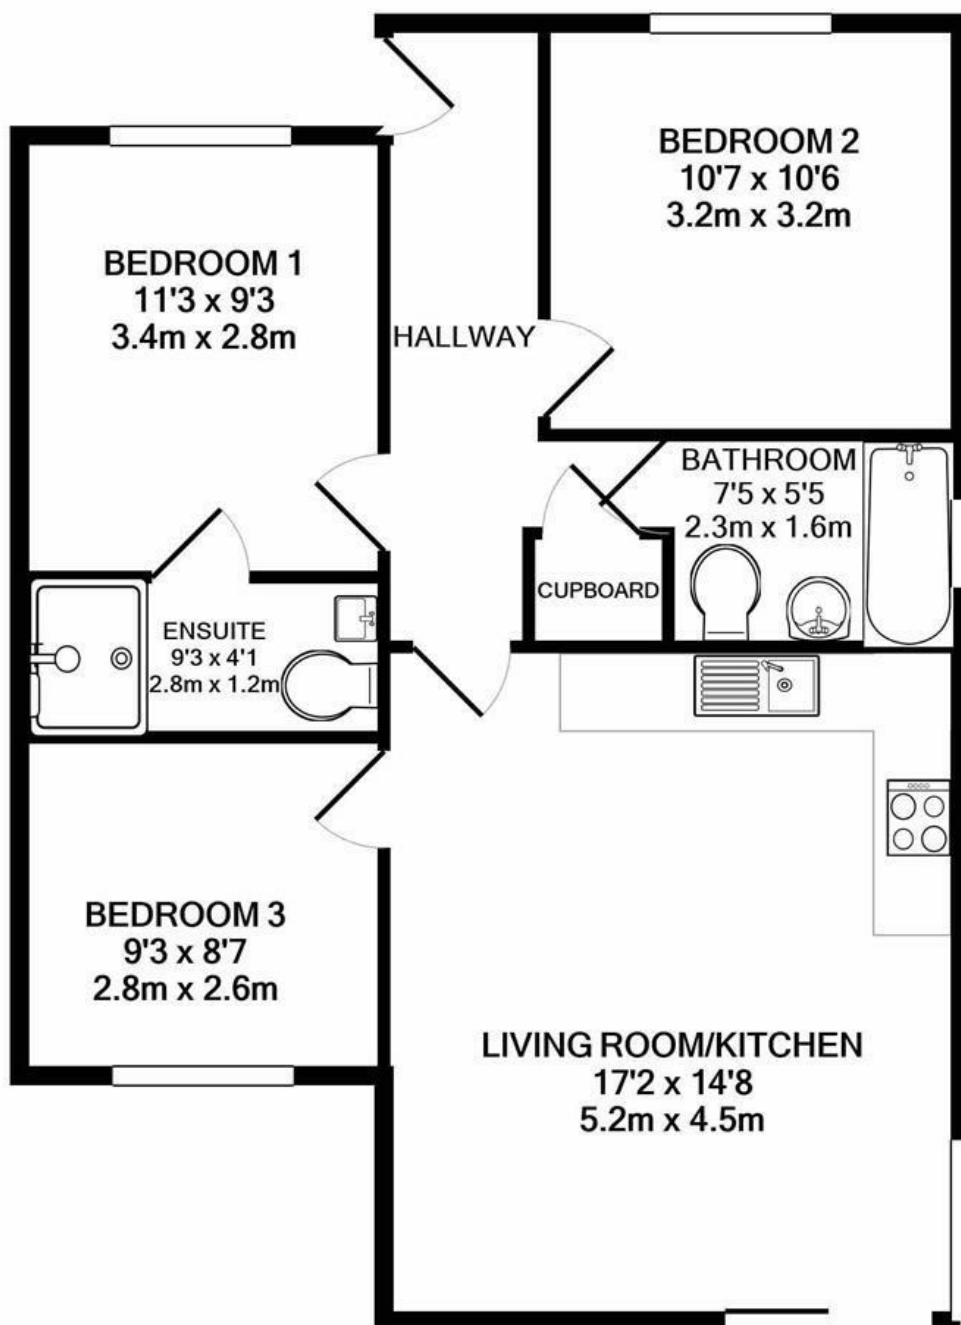 BEDROOM 2
10'7 x 10'6
3.2m x 3.2m
BEDROOM 1
11'3 x 9'3
3.4m x 2.8m
HALLWAY
BATHROOM
7'5 x 5'5
2.3m x 1.6m
CUPBOARD
ENSUITE
9'3 x 4'1
2.8m x 1.2m
BEDROOM 3
9'3 x 8'7
2.8m x 2.6m
LIVING ROOM/KITCHEN
17'2 x 14'8
5.2m x 4.5m